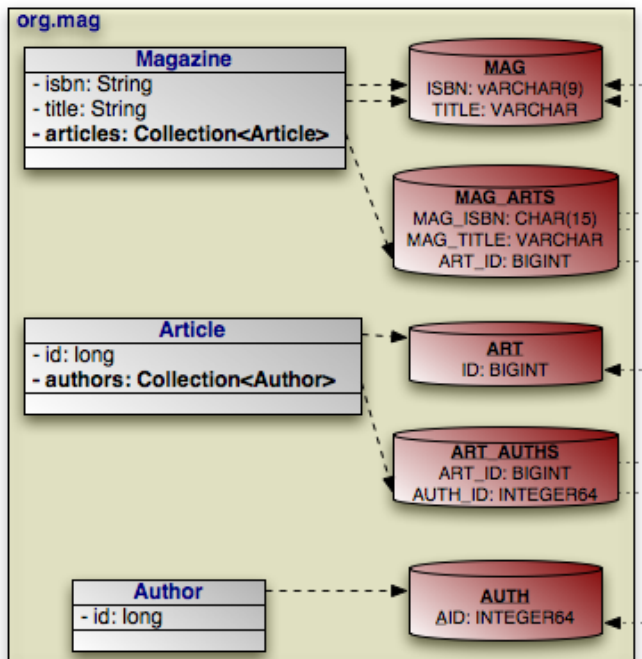 org.mag
Magazine
- isbn: String
- title: String
- articles: Collection<Article>
MAG
ISBN: vARCHAR(9)
TITLE: VARCHAR
MAG_ARTS
MAG_ISBN: CHAR(15)
MAG_TITLE: VARCHAR
ART_ID: BIGINT
Article
- id: long
- authors: Collection<Author>
ART
ID: BIGINT
ART_AUTHS
ART_ID: BIGINT
AUTH_ID: INTEGER64
Author
- id: long
AUTH
AID: INTEGER64